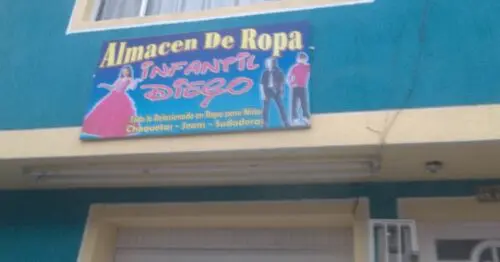 Almacen De Ropa
INFANTIL
DIEGO
Todo lo Relacionado en Ropa para Niños
Chaquetas - Jeans - Sudaderas